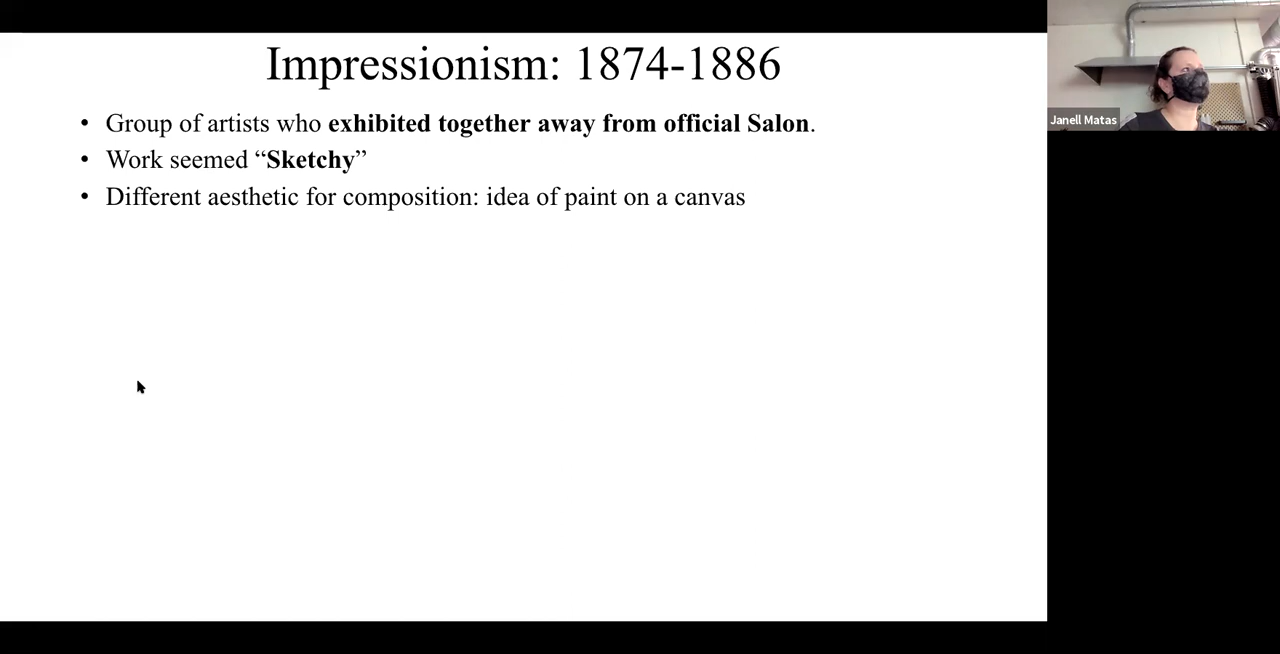 Impressionism: 1874-1886
• Group of artists who exhibited together away from official Salon.
• Work seemed “Sketchy”
• Different aesthetic for composition: idea of paint on a canvas
Janell Matas